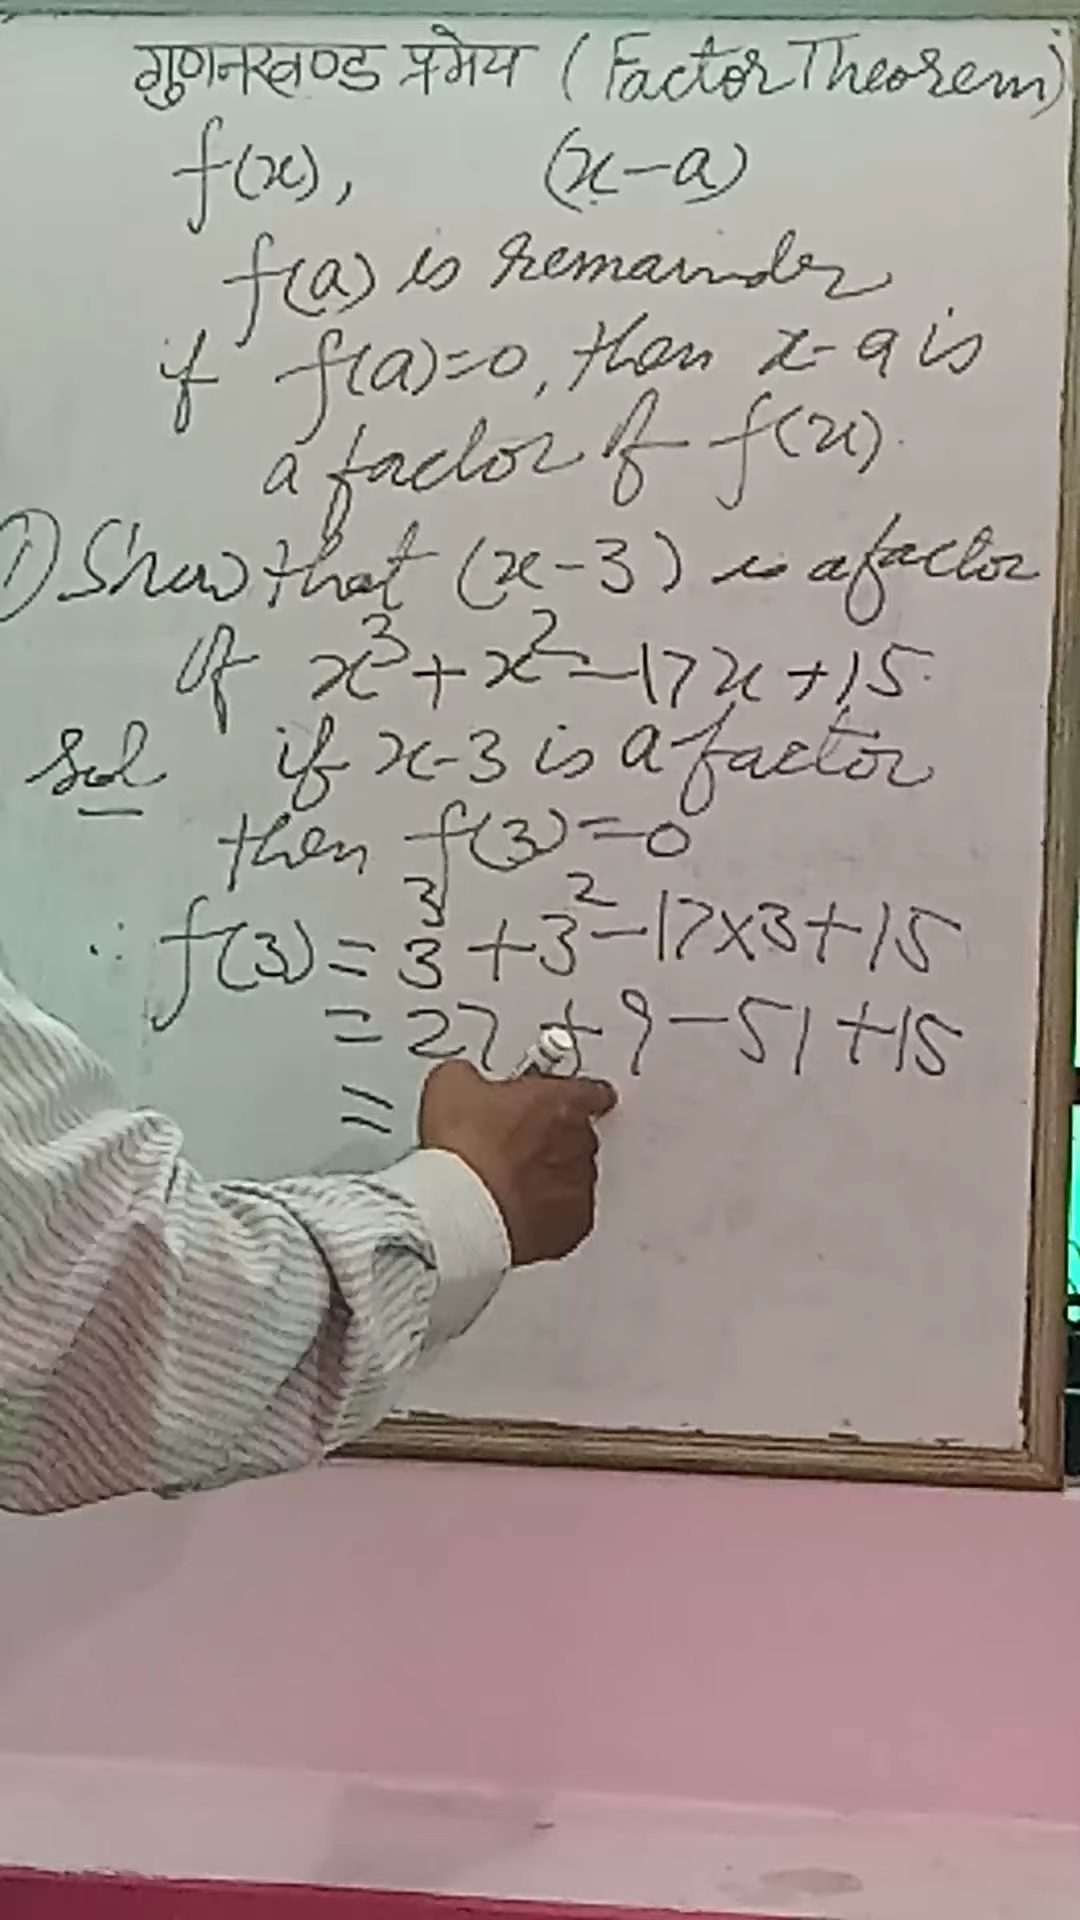 गुणनखण्ड प्रमेय (Factor Theorem)
f(x), (x-a)
f(a) is remainder
if f(a)=0, then x-a is
a factor of f(x).
1) Show that (x-3) is a factor
of x³+x²-17x+15.
Sol if x-3 is a factor
then f(3)=0
∴ f(3) = 3³+3²-17×3+15
= 27+9-51+15
=